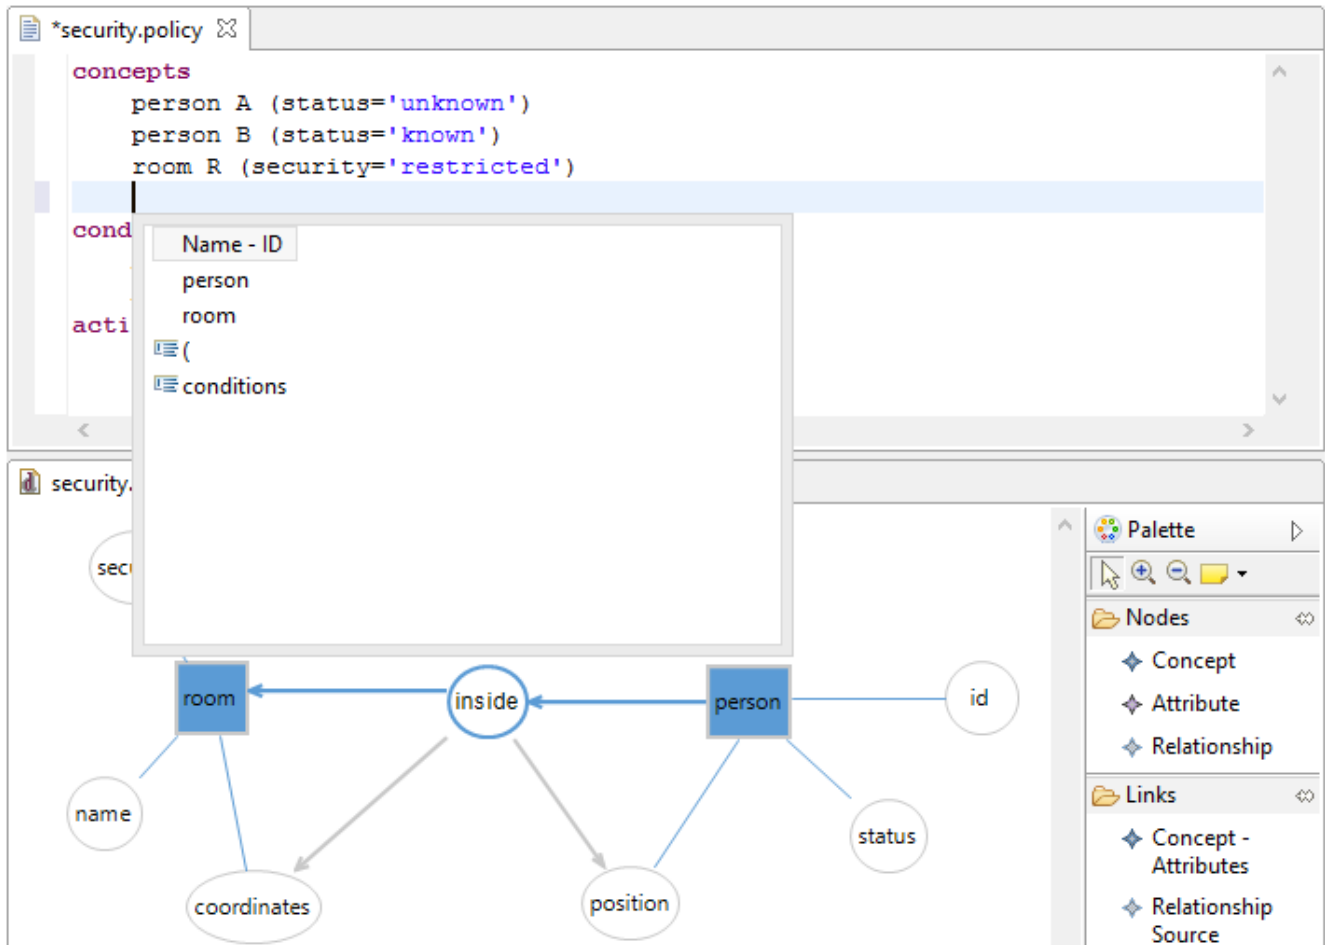 *security.policy
concepts
person A (status='unknown')
person B (status='known')
room R (security='restricted')
cond
acti
Name - ID
person
room
(
conditions
security.
secu
room
inside
person
id
name
status
coordinates
position
Palette
Nodes
Concept
Attribute
Relationship
Links
Concept -
Attributes
Relationship
Source